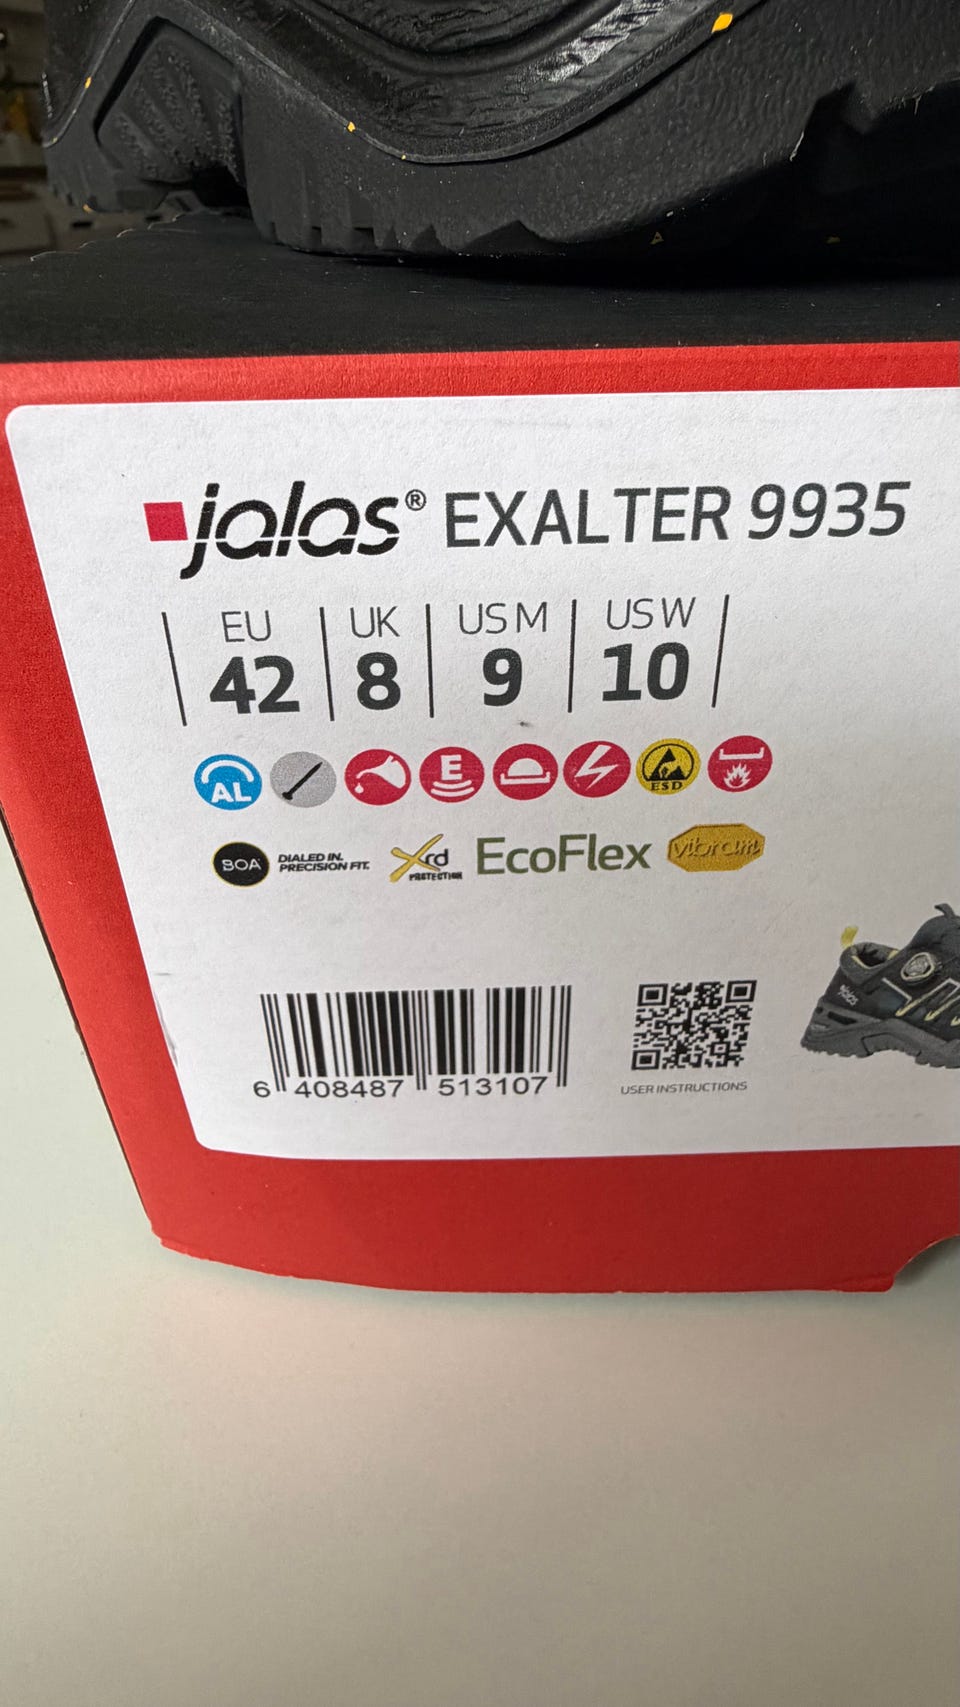 jalas® EXALTER 9935
EU UK US M US W
42 8 9 10
AL E ESD
BOA DIALED IN. PRECISION FIT. Xrd PROTECTION EcoFlex vibram
jalas
6 408487 513107
USER INSTRUCTIONS